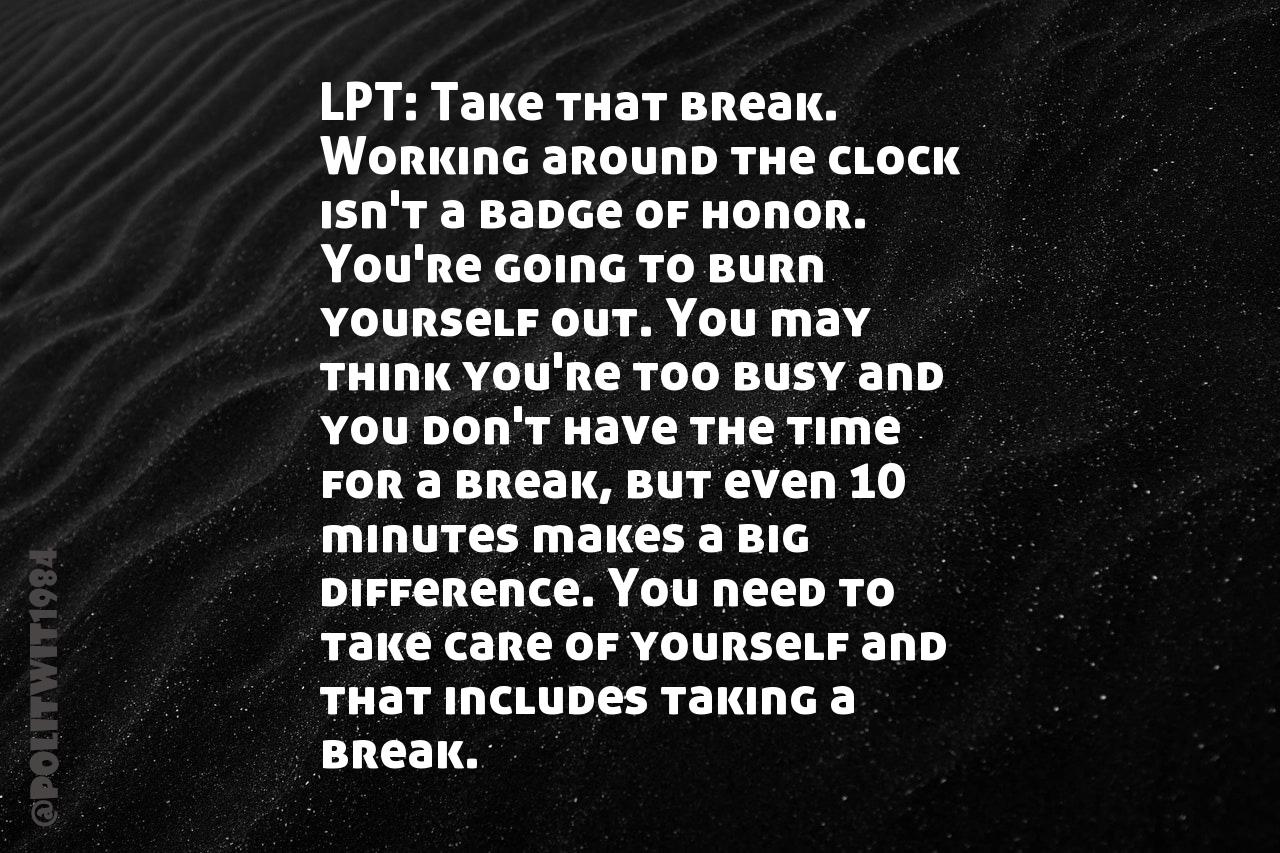 LPT: Take that break.
Working around the clock
isn't a badge of honor.
You're going to burn
yourself out. You may
think you're too busy and
you don't have the time
for a break, but even 10
minutes makes a big
difference. You need to
take care of yourself and
that includes taking a
break.
@POLITWIT1984